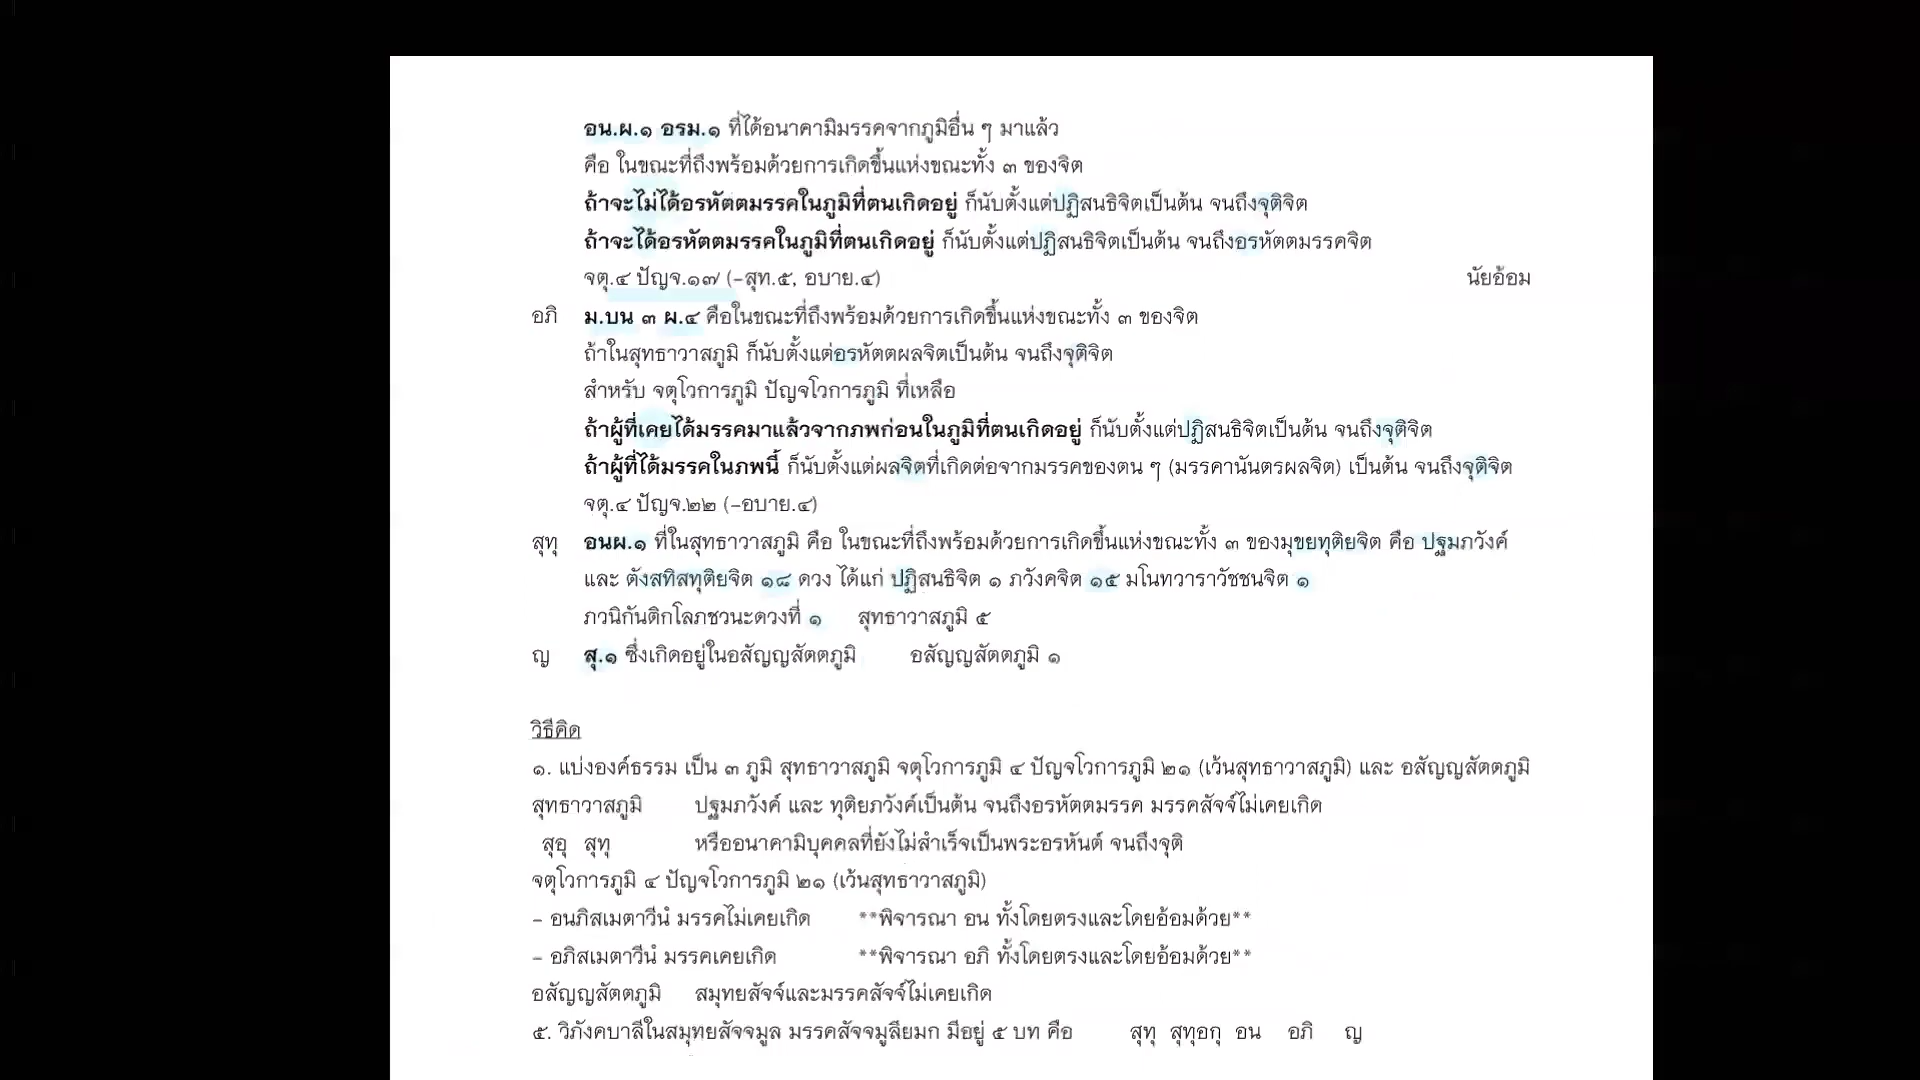 อน.ผ.๑ อรม.๑ ที่ได้อนาคามิมรรคจากภูมิอื่น ๆ มาแล้ว
คือ ในขณะที่ถึงพร้อมด้วยการเกิดขึ้นแห่งขณะทั้ง ๓ ของจิต
ถ้าจะไม่ได้อรหัตตมรรคในภูมิที่ตนเกิดอยู่ ก็นับตั้งแต่ปฏิสนธิจิตเป็นต้น จนถึงจุติจิต
ถ้าจะได้อรหัตตมรรคในภูมิที่ตนเกิดอยู่ ก็นับตั้งแต่ปฏิสนธิจิตเป็นต้น จนถึงอรหัตตมรรคจิต
จตุ.๔ ปัญจ.๑๗ (–สุท.๕, อบาย.๔) นัยอ้อม
อภิ ม.บน ๓ ผ.๔ คือในขณะที่ถึงพร้อมด้วยการเกิดขึ้นแห่งขณะทั้ง ๓ ของจิต
ถ้าในสุทธาวาสภูมิ ก็นับตั้งแต่อรหัตตผลจิตเป็นต้น จนถึงจุติจิต
สำหรับ จตุโวการภูมิ ปัญจโวการภูมิ ที่เหลือ
ถ้าผู้ที่เคยได้มรรคมาแล้วจากภพก่อนในภูมิที่ตนเกิดอยู่ ก็นับตั้งแต่ปฏิสนธิจิตเป็นต้น จนถึงจุติจิต
ถ้าผู้ที่ได้มรรคในภพนี้ ก็นับตั้งแต่ผลจิตที่เกิดต่อจากมรรคของตน ๆ (มรรคานันตรผลจิต) เป็นต้น จนถึงจุติจิต
จตุ.๔ ปัญจ.๒๒ (–อบาย.๔)
สุทุ อนผ.๑ ที่ในสุทธาวาสภูมิ คือ ในขณะที่ถึงพร้อมด้วยการเกิดขึ้นแห่งขณะทั้ง ๓ ของมุขยทุติยจิต คือ ปฐมภวังค์
และ ตังสทิสทุติยจิต ๑๘ ดวง ได้แก่ ปฏิสนธิจิต ๑ ภวังคจิต ๑๕ มโนทวาราวัชชนจิต ๑
ภวนิกันติกโลภชวนะดวงที่ ๑ สุทธาวาสภูมิ ๕
ญ สุ.๑ ซึ่งเกิดอยู่ในอสัญญสัตตภูมิ อสัญญสัตตภูมิ ๑
วิธีคิด
๑. แบ่งองค์ธรรม เป็น ๓ ภูมิ สุทธาวาสภูมิ จตุโวการภูมิ ๔ ปัญจโวการภูมิ ๒๑ (เว้นสุทธาวาสภูมิ) และ อสัญญสัตตภูมิ
สุทธาวาสภูมิ ปฐมภวังค์ และ ทุติยภวังค์เป็นต้น จนถึงอรหัตตมรรค มรรคสัจจ์ไม่เคยเกิด
สุอุ สุทุ หรืออนาคามิบุคคลที่ยังไม่สำเร็จเป็นพระอรหันต์ จนถึงจุติ
จตุโวการภูมิ ๔ ปัญจโวการภูมิ ๒๑ (เว้นสุทธาวาสภูมิ)
– อนภิสเมตาวีนํ มรรคไม่เคยเกิด **พิจารณา อน ทั้งโดยตรงและโดยอ้อมด้วย**
– อภิสเมตาวีนํ มรรคเคยเกิด **พิจารณา อภิ ทั้งโดยตรงและโดยอ้อมด้วย**
อสัญญสัตตภูมิ สมุทยสัจจ์และมรรคสัจจ์ไม่เคยเกิด
๕. วิภังคบาลีในสมุทยสัจจมูล มรรคสัจจมูลียมก มีอยู่ ๕ บท คือ สุทุ สุทุอกุ อน อภิ ญ